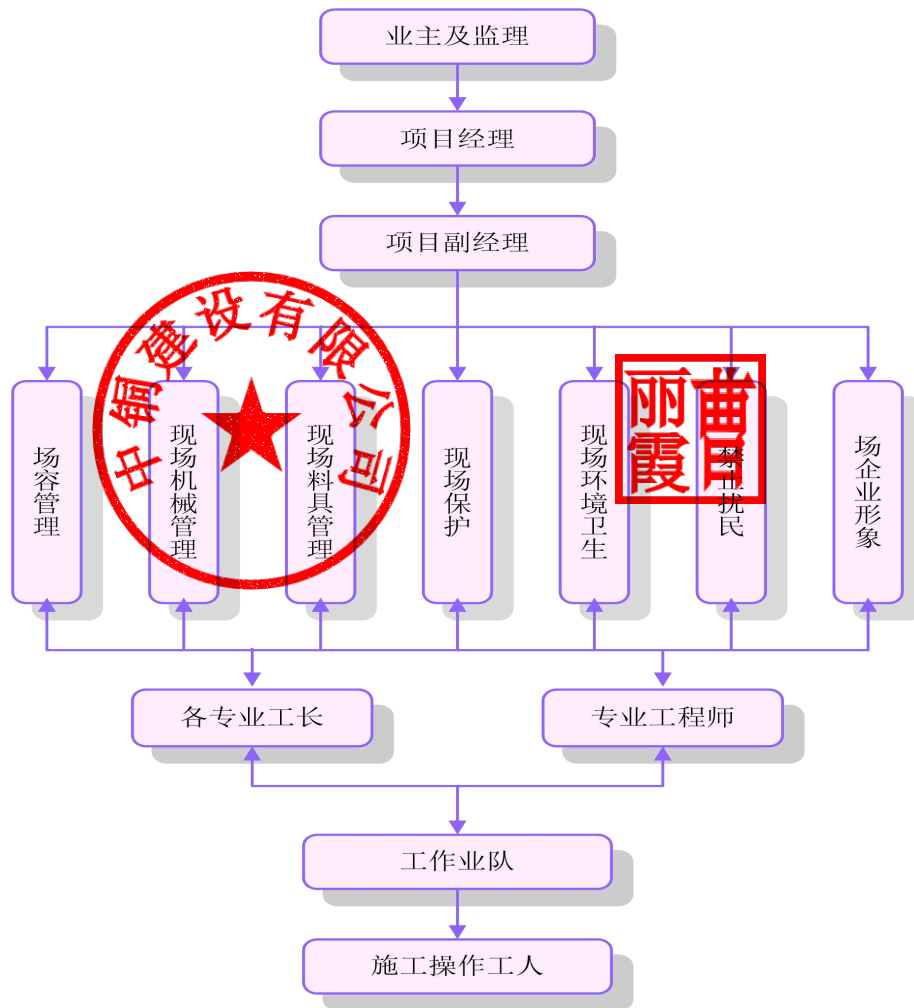 业主及监理
项目经理
项目副经理
中铜建设有限公司
场容管理
现场机械管理
现场料具管理
现场保护
现场环境卫生
禁止扰民
场企业形象
曹丽霞
各专业工长
专业工程师
工作业队
施工操作工人